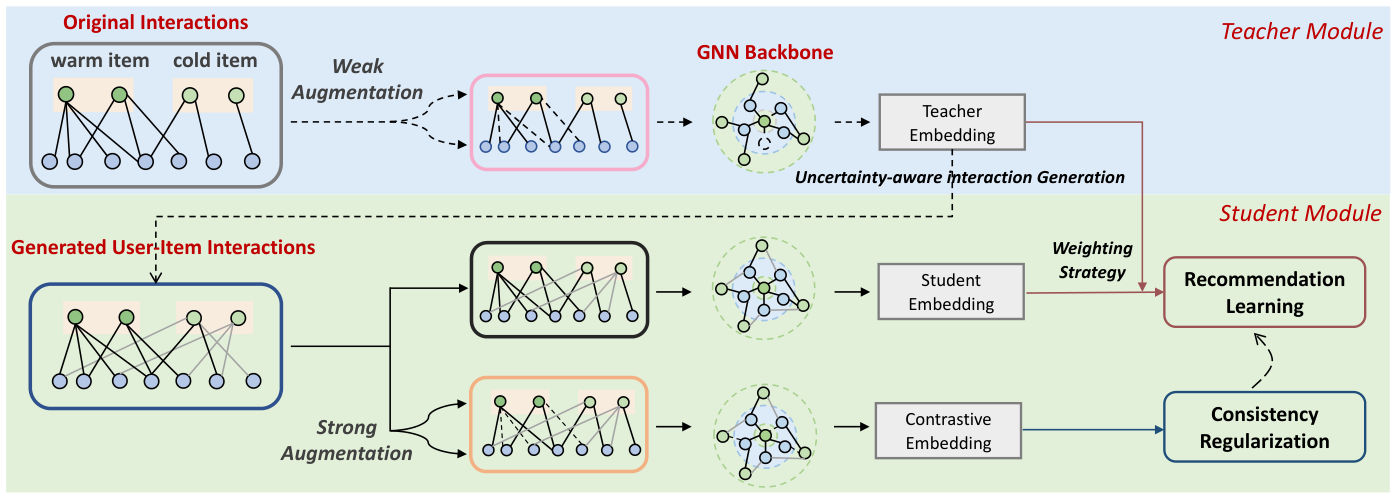 Original Interactions
Teacher Module
warm item
cold item
Weak
Augmentation
GNN Backbone
Teacher
Embedding
Uncertainty-aware interaction Generation
Student Module
Generated User-Item Interactions
Weighting
Strategy
Student
Embedding
Recommendation
Learning
Strong
Augmentation
Contrastive
Embedding
Consistency
Regularization